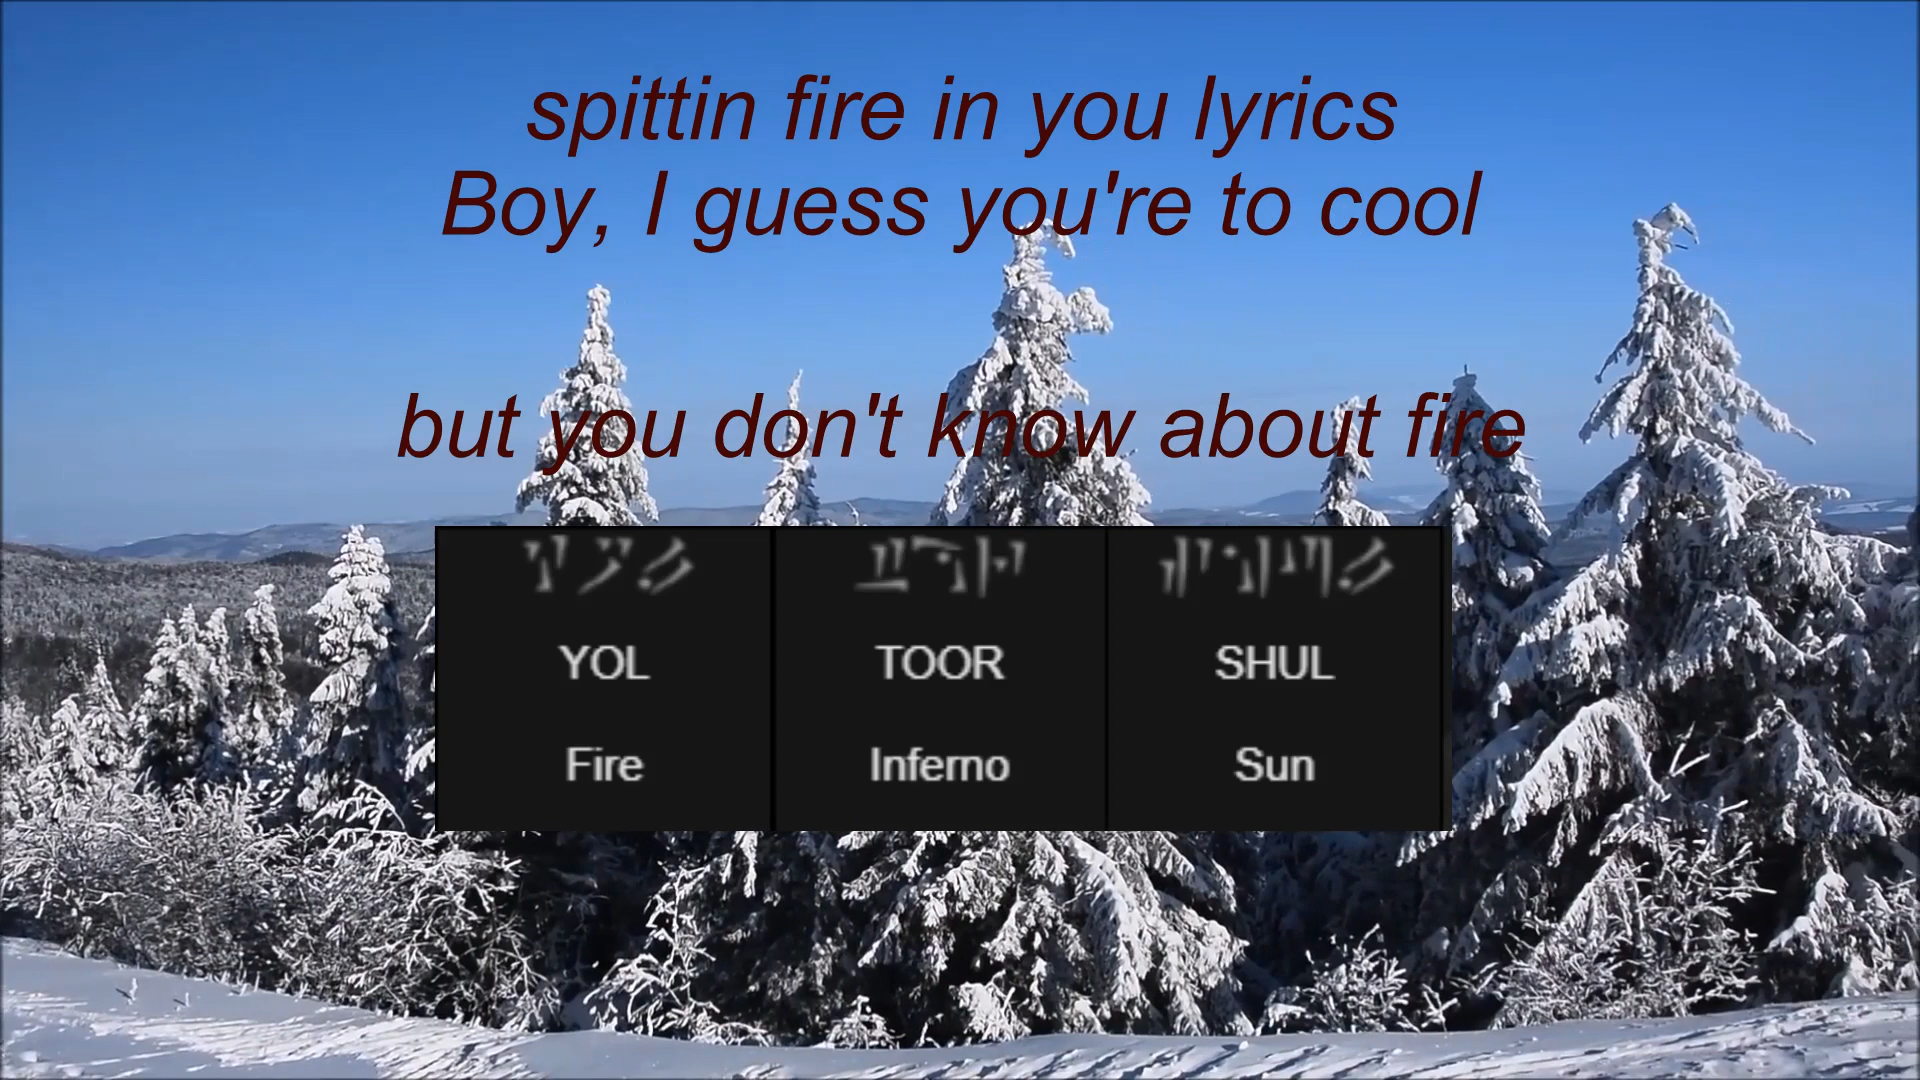 spittin fire in you lyrics
Boy, I guess you're to cool
but you don't know about fire
YOL TOOR SHUL
Fire Inferno Sun